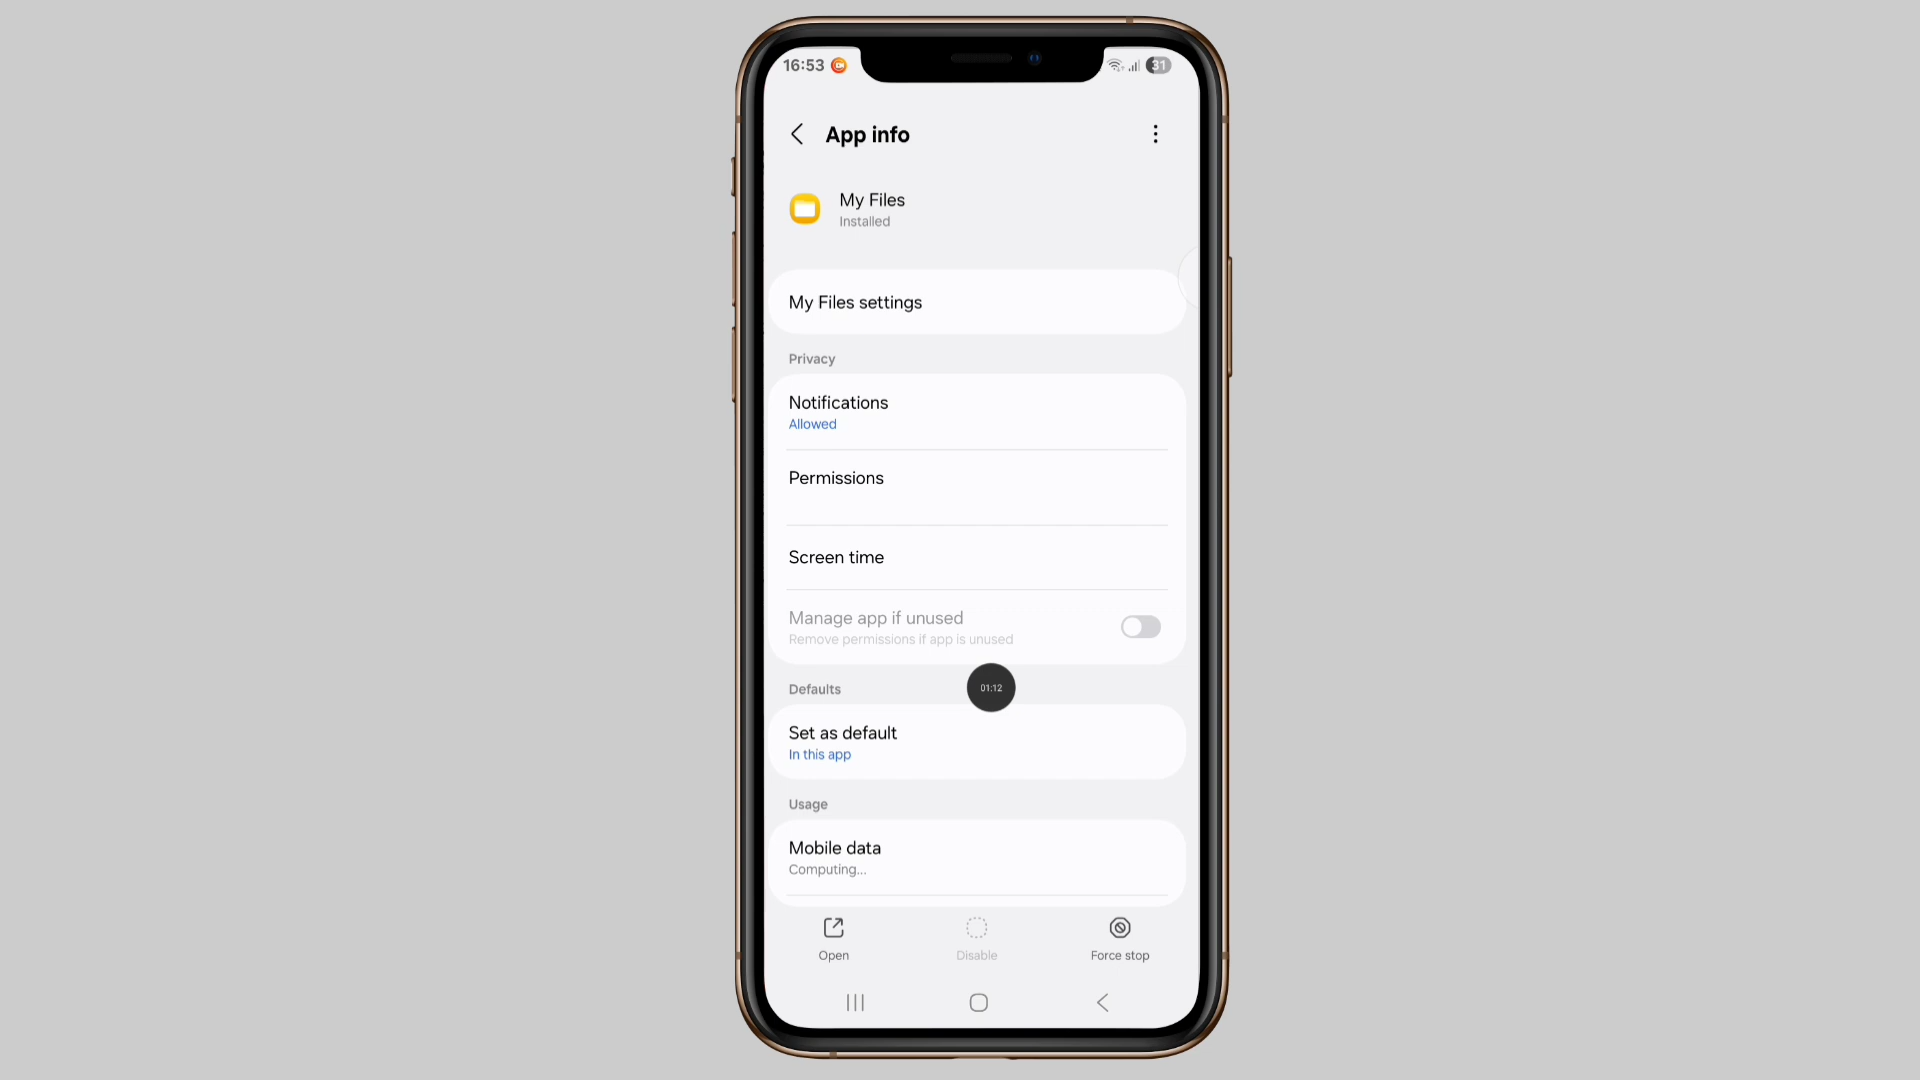 16:53
31
App info
My Files
Installed
My Files settings
Privacy
Notifications
Allowed
Permissions
Screen time
Manage app if unused
Remove permissions if app is unused
01:12
Defaults
Set as default
In this app
Usage
Mobile data
Computing...
Open
Disable
Force stop